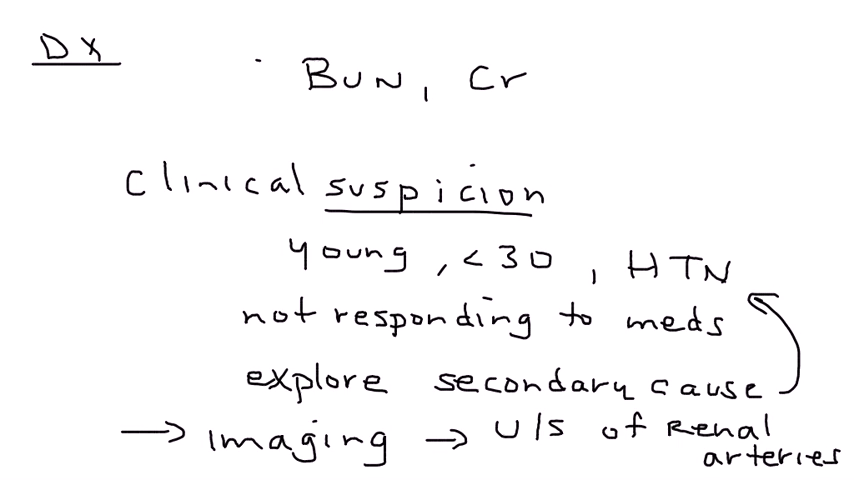 DX
BUN, Cr
Clinical suspicion
young, <30, HTN
not responding to meds
explore secondary cause
→ imaging → U/S of Renal
arteries